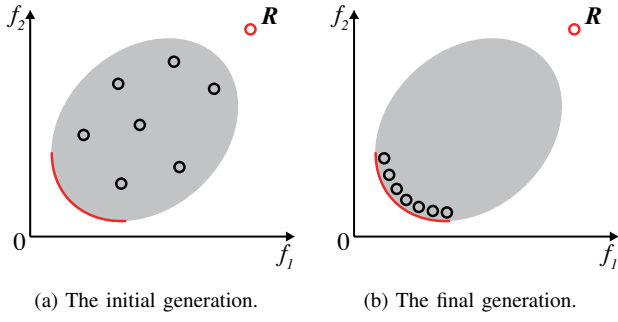 f2 R
0
f1
(a) The initial generation.
f2 R
0
f1
(b) The final generation.